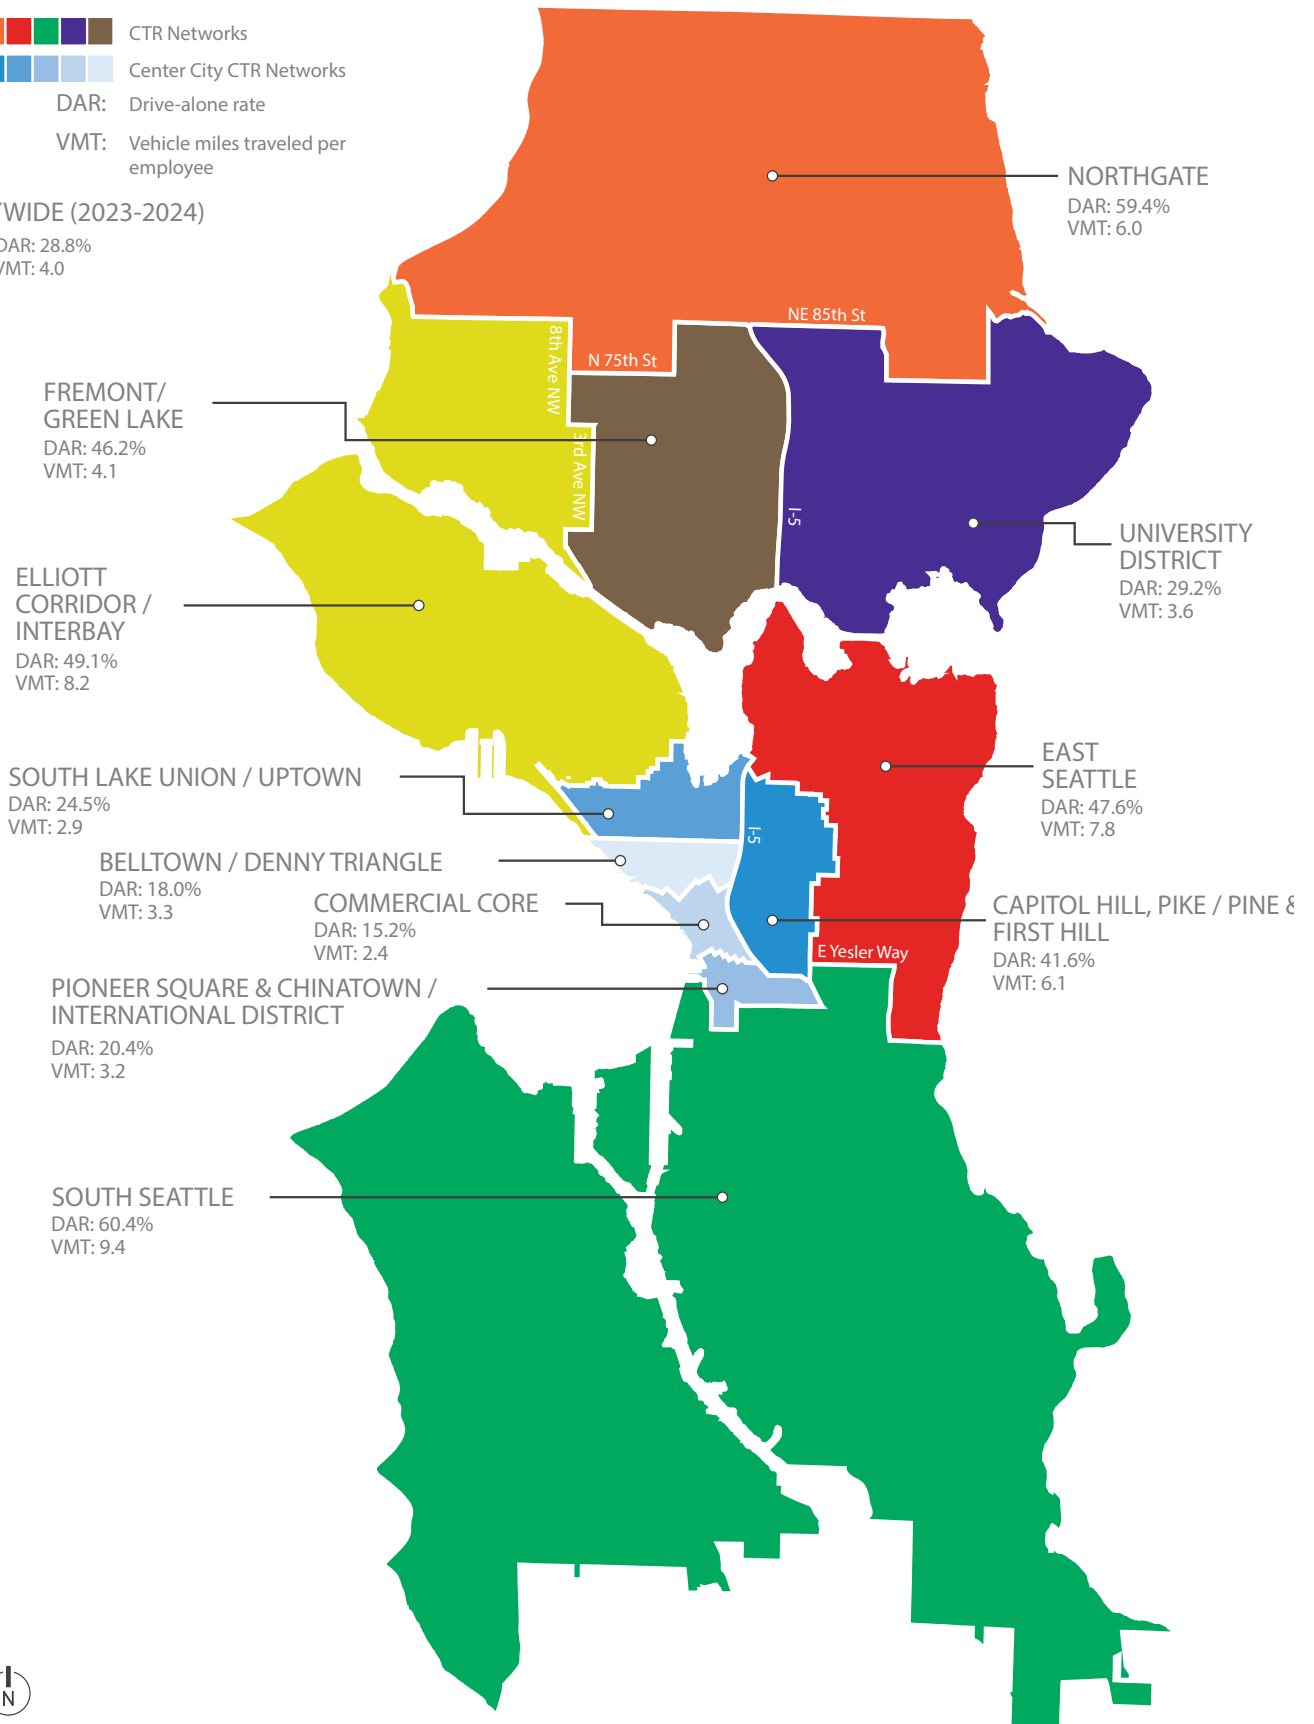 CTR Networks
Center City CTR Networks
DAR: Drive-alone rate
VMT: Vehicle miles traveled per
employee
YWIDE (2023-2024)
DAR: 28.8%
VMT: 4.0
NORTHGATE
DAR: 59.4%
VMT: 6.0
NE 85th St
8th Ave NW
N 75th St
FREMONT/
GREEN LAKE
DAR: 46.2%
VMT: 4.1
3rd Ave NW
I-5
UNIVERSITY
DISTRICT
DAR: 29.2%
VMT: 3.6
ELLIOTT
CORRIDOR /
INTERBAY
DAR: 49.1%
VMT: 8.2
EAST
SEATTLE
DAR: 47.6%
VMT: 7.8
SOUTH LAKE UNION / UPTOWN
DAR: 24.5%
VMT: 2.9
I-5
BELLTOWN / DENNY TRIANGLE
DAR: 18.0%
VMT: 3.3
COMMERCIAL CORE
DAR: 15.2%
VMT: 2.4
CAPITOL HILL, PIKE / PINE &
FIRST HILL
DAR: 41.6%
VMT: 6.1
E Yesler Way
PIONEER SQUARE & CHINATOWN /
INTERNATIONAL DISTRICT
DAR: 20.4%
VMT: 3.2
SOUTH SEATTLE
DAR: 60.4%
VMT: 9.4
N